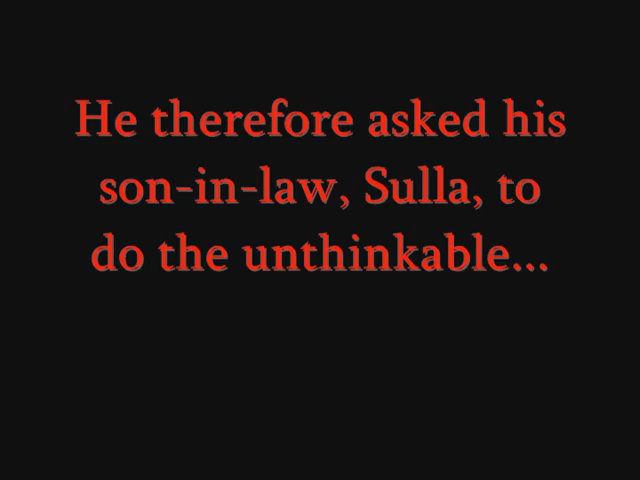 He therefore asked his
son-in-law, Sulla, to
do the unthinkable...